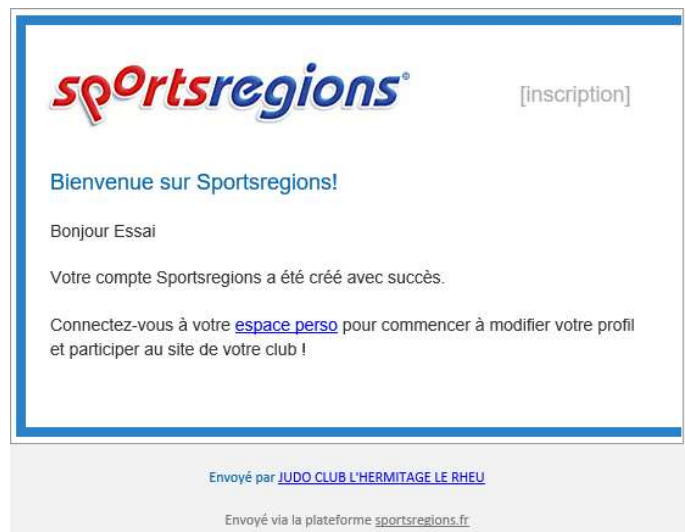 sportsregions
[inscription]
Bienvenue sur Sportsregions!
Bonjour Essai
Votre compte Sportsregions a été créé avec succès.
Connectez-vous à votre espace perso pour commencer à modifier votre profil
et participer au site de votre club !
Envoyé par JUDO CLUB L'HERMITAGE LE RHEU
Envoyé via la plateforme sportsregions.fr